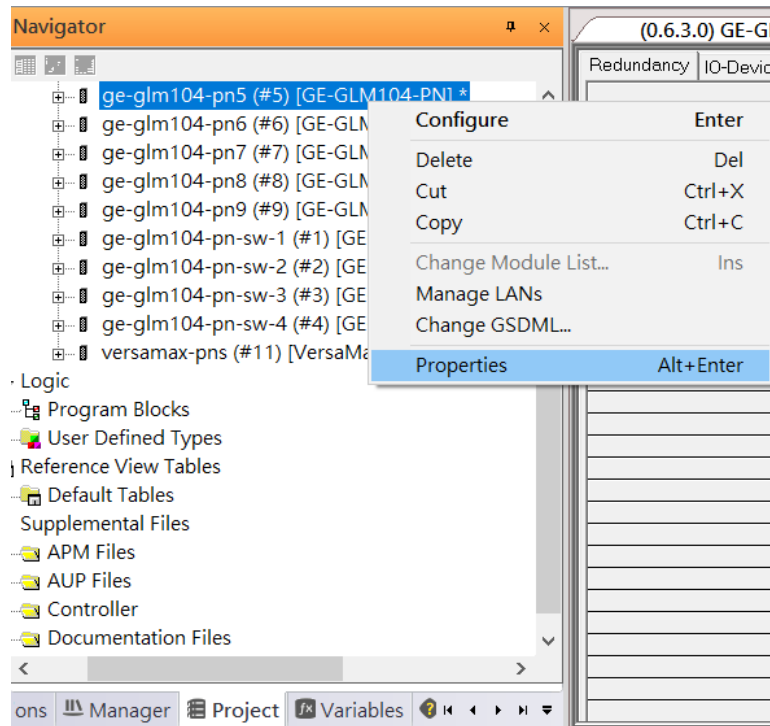 Navigator
(0.6.3.0) GE-G
Redundancy IO-Devic
ge-glm104-pn5 (#5) [GE-GLM104-PN] *
ge-glm104-pn6 (#6) [GE-GLM
ge-glm104-pn7 (#7) [GE-GLM
ge-glm104-pn8 (#8) [GE-GLM
ge-glm104-pn9 (#9) [GE-GLM
ge-glm104-pn-sw-1 (#1) [GE
ge-glm104-pn-sw-2 (#2) [GE
ge-glm104-pn-sw-3 (#3) [GE
ge-glm104-pn-sw-4 (#4) [GE
versamax-pns (#11) [VersaMa
Logic
Program Blocks
User Defined Types
Reference View Tables
Default Tables
Supplemental Files
APM Files
AUP Files
Controller
Documentation Files
Configure Enter
Delete Del
Cut Ctrl+X
Copy Ctrl+C
Change Module List... Ins
Manage LANs
Change GSDML...
Properties Alt+Enter
ons Manager Project Variables